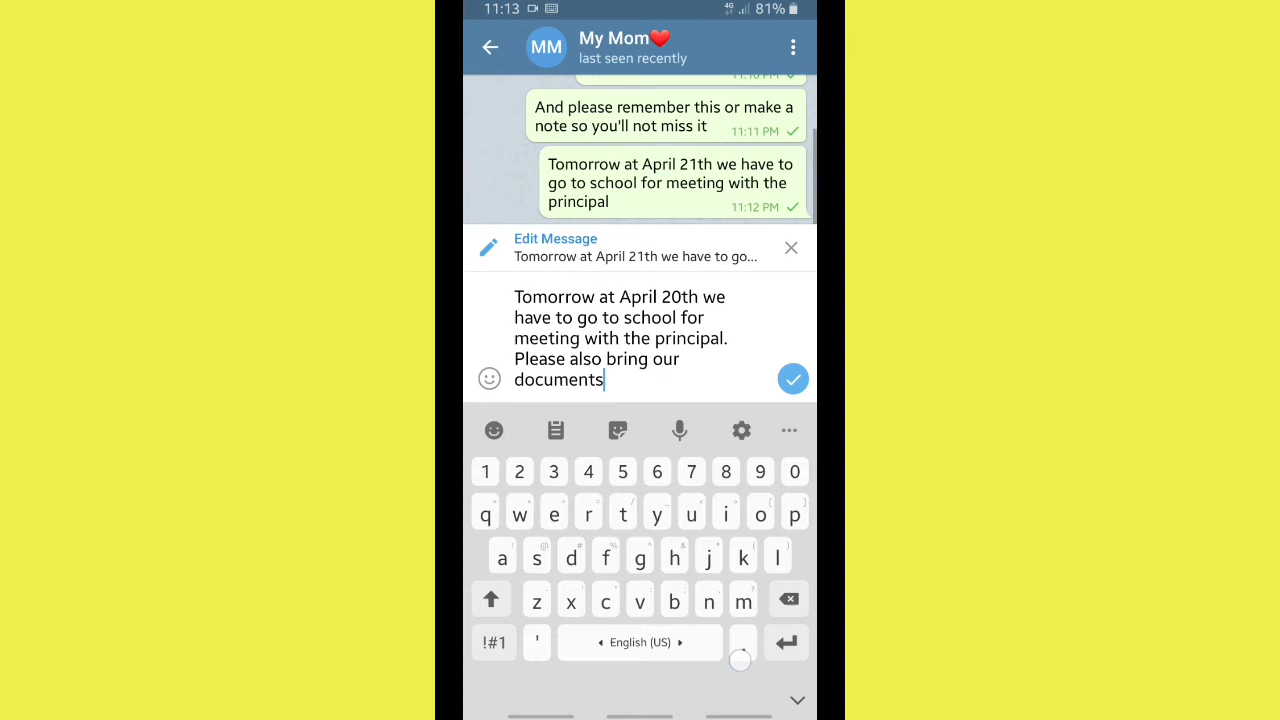 11:13 4G 81%
MM My Mom❤️
last seen recently
11:10 PM
And please remember this or make a
note so you'll not miss it 11:11 PM
Tomorrow at April 21th we have to
go to school for meeting with the
principal 11:12 PM
Edit Message
Tomorrow at April 21th we have to go...
Tomorrow at April 20th we
have to go to school for
meeting with the principal.
Please also bring our
documents
1 2 3 4 5 6 7 8 9 0
q w e r t y u i o p
a s d f g h j k l
z x c v b n m
!#1 ' English (US) .